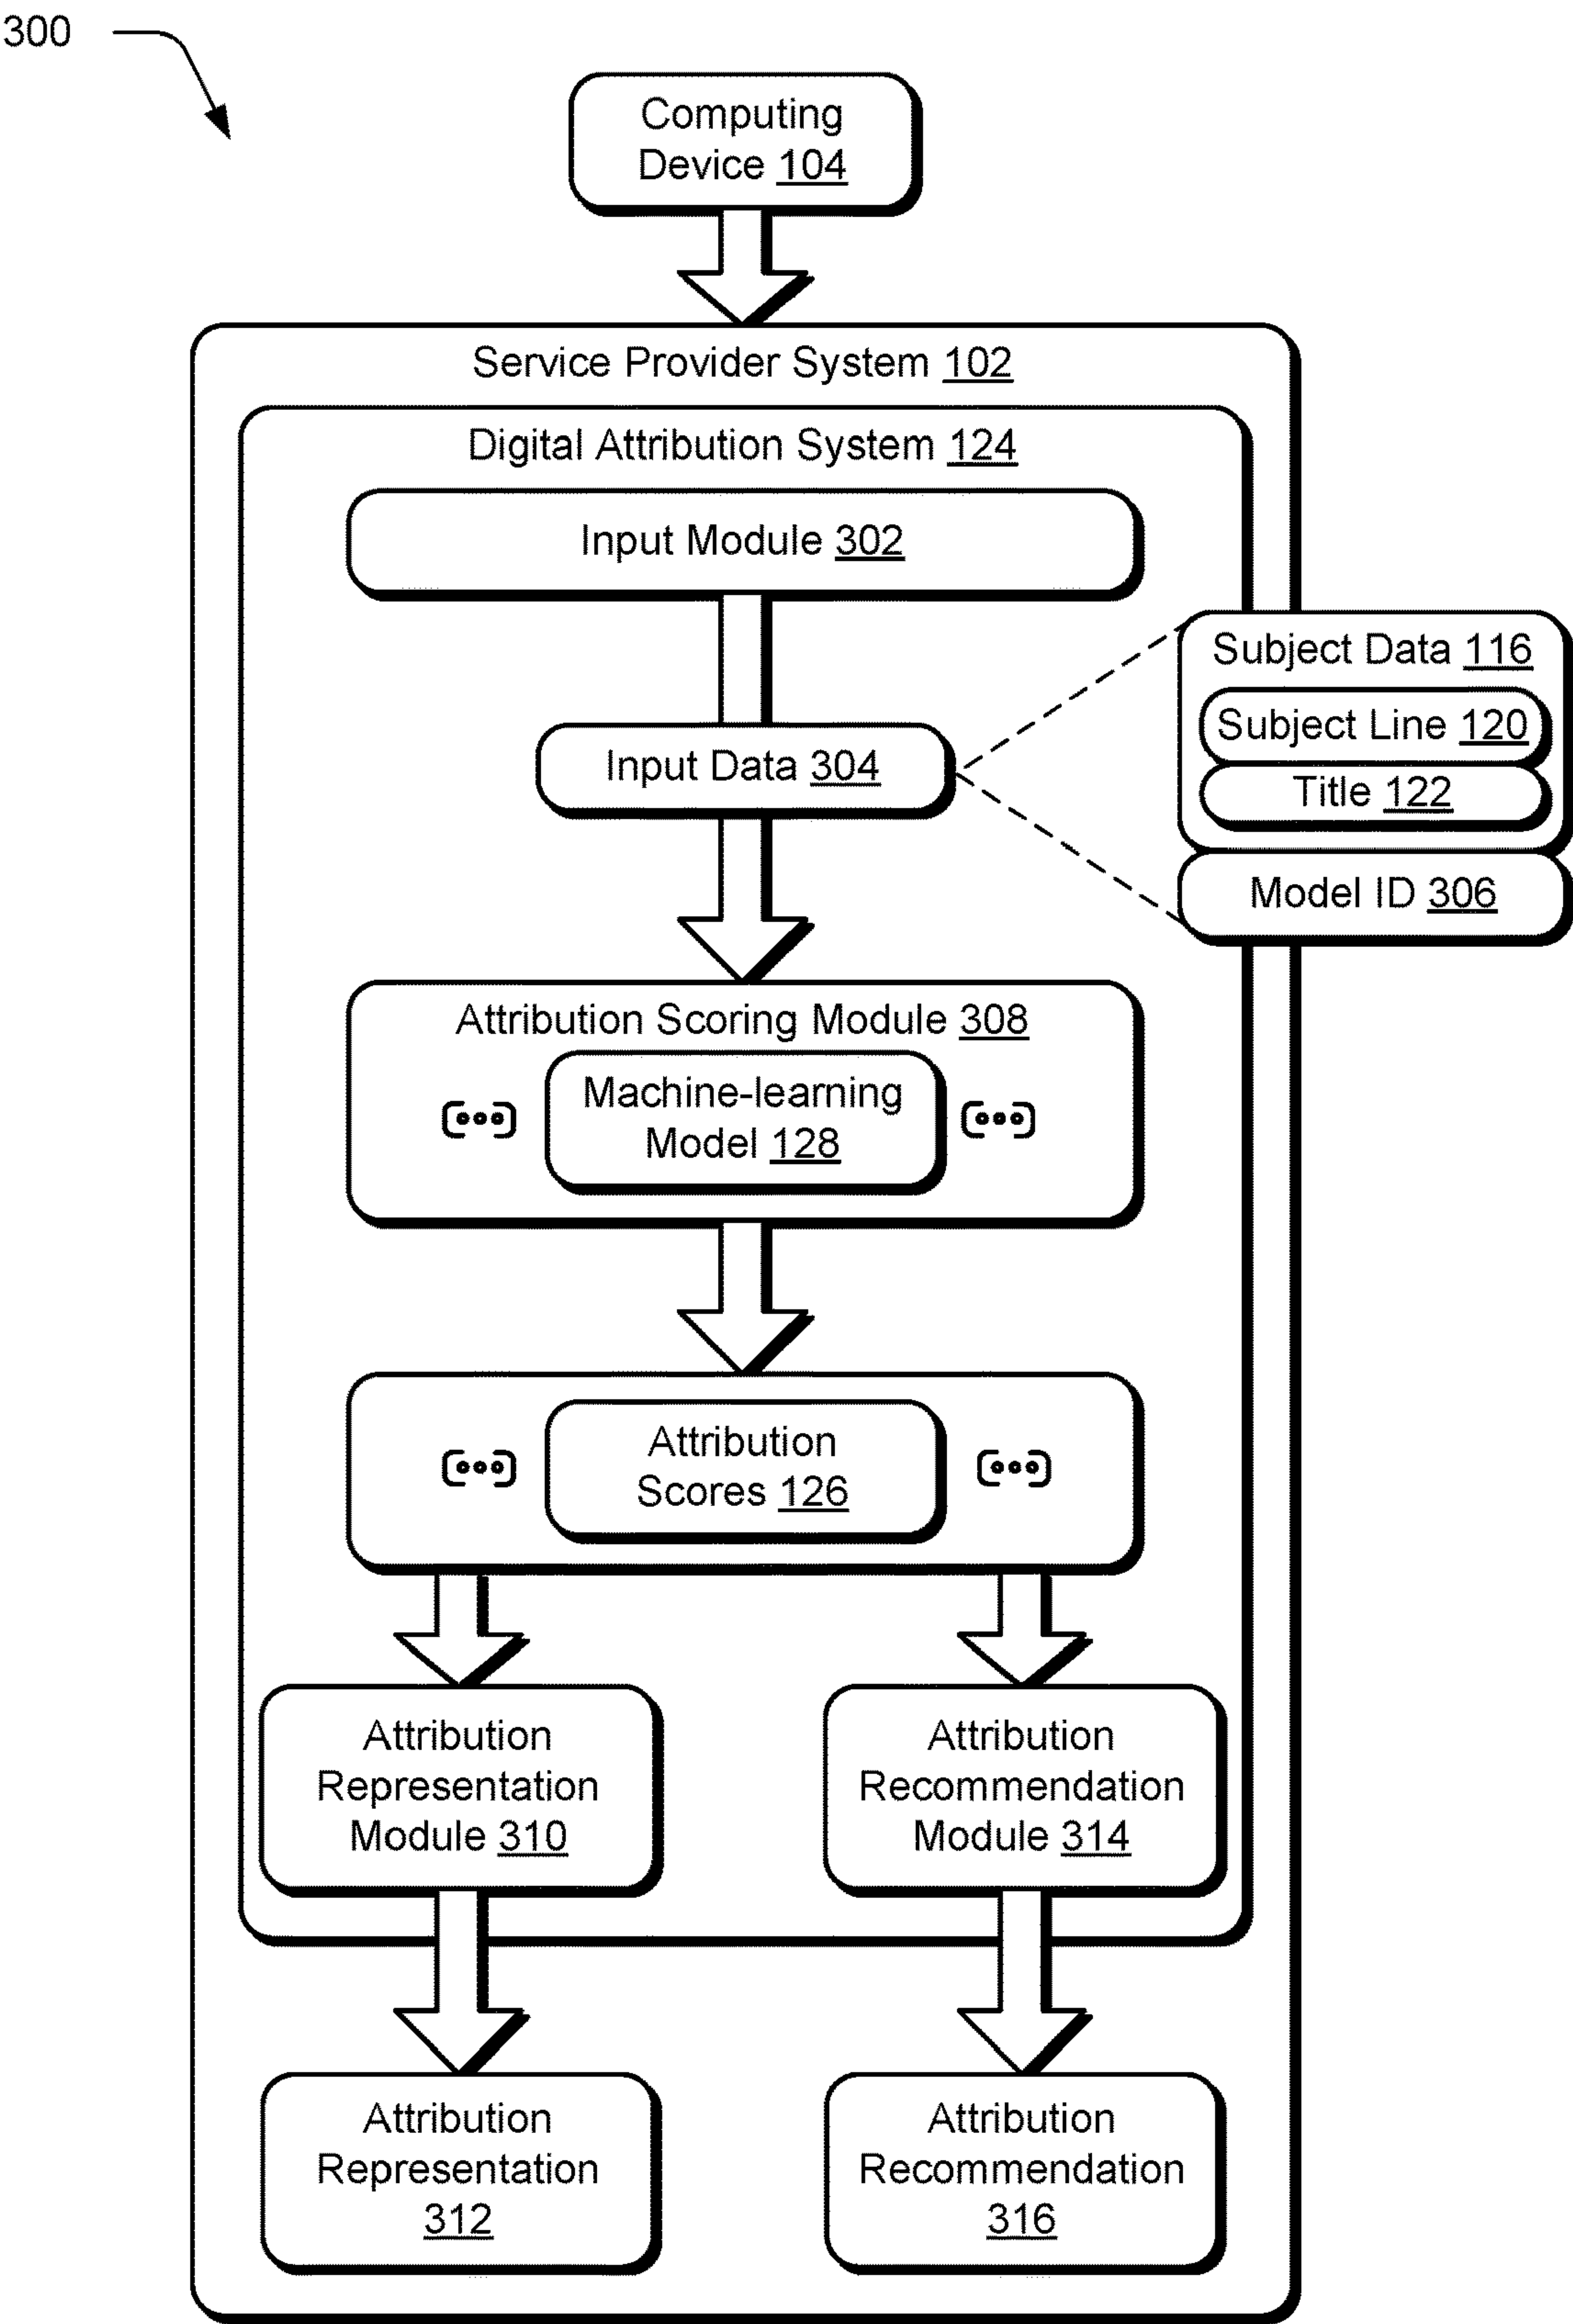 300
Computing
Device 104
Service Provider System 102
Digital Attribution System 124
Input Module 302
Subject Data 116
Subject Line 120
Input Data 304
Title 122
Model ID 306
Attribution Scoring Module 308
Machine-learning
Model 128
Attribution
Scores 126
Attribution
Representation
Module 310
Attribution
Recommendation
Module 314
Attribution
Representation
312
Attribution
Recommendation
316